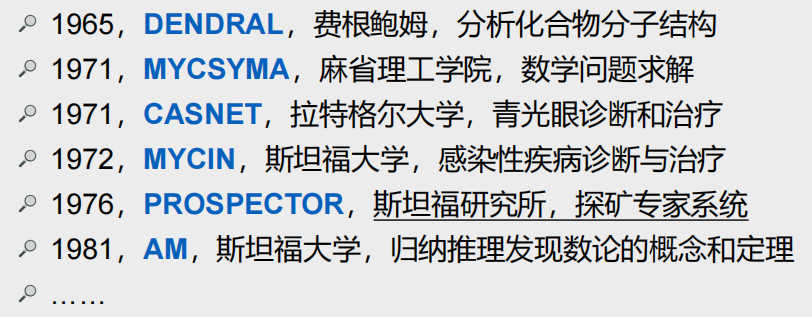 1965，DENDRAL，费根鲍姆，分析化合物分子结构
1971，MYCSYMA，麻省理工学院，数学问题求解
1971，CASNET，拉特格尔大学，青光眼诊断和治疗
1972，MYCIN，斯坦福大学，感染性疾病诊断与治疗
1976，PROSPECTOR，斯坦福研究所，探矿专家系统
1981，AM，斯坦福大学，归纳推理发现数论的概念和定理
……